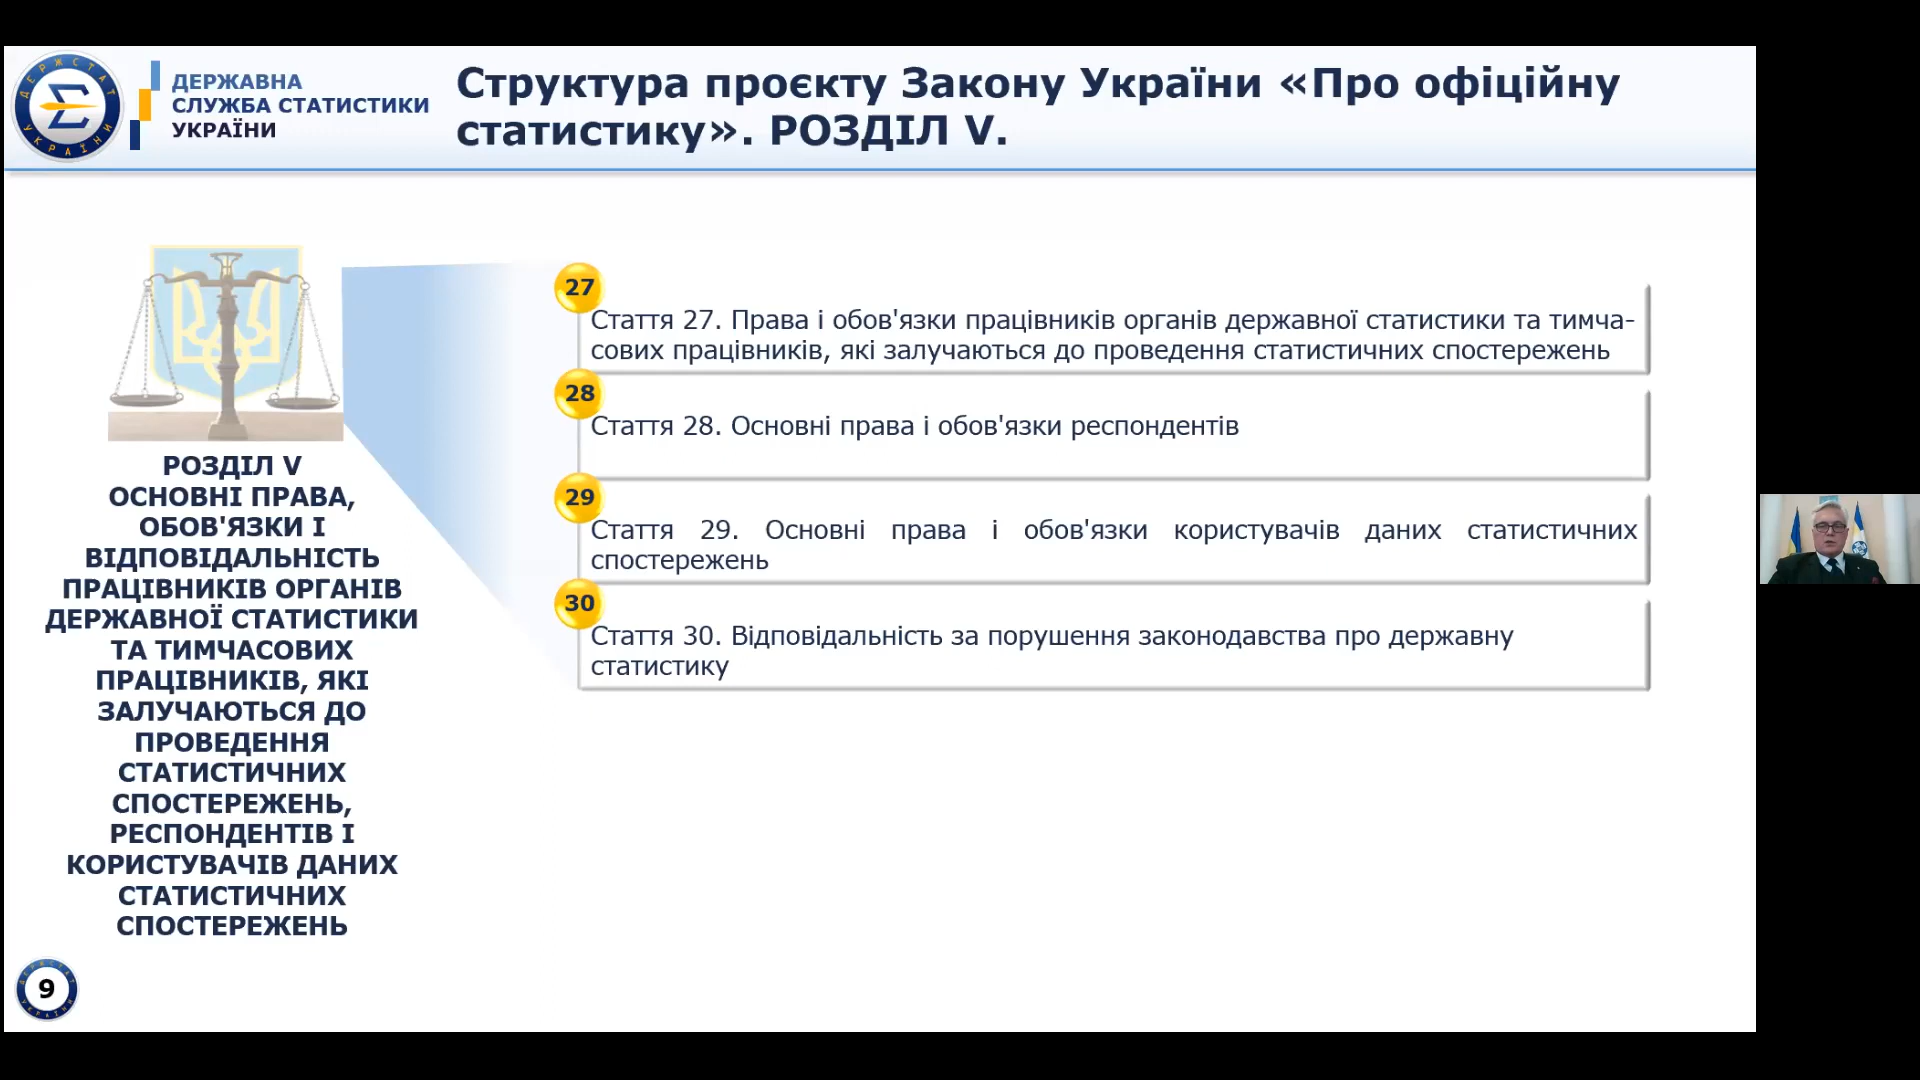 ДЕРЖСТАТ
УКРАЇНИ
ДЕРЖАВНА
СЛУЖБА СТАТИСТИКИ
УКРАЇНИ
Структура проєкту Закону України «Про офіційну
статистику». РОЗДІЛ V.
РОЗДІЛ V
ОСНОВНІ ПРАВА,
ОБОВ'ЯЗКИ І
ВІДПОВІДАЛЬНІСТЬ
ПРАЦІВНИКІВ ОРГАНІВ
ДЕРЖАВНОЇ СТАТИСТИКИ
ТА ТИМЧАСОВИХ
ПРАЦІВНИКІВ, ЯКІ
ЗАЛУЧАЮТЬСЯ ДО
ПРОВЕДЕННЯ
СТАТИСТИЧНИХ
СПОСТЕРЕЖЕНЬ,
РЕСПОНДЕНТІВ І
КОРИСТУВАЧІВ ДАНИХ
СТАТИСТИЧНИХ
СПОСТЕРЕЖЕНЬ
27
Стаття 27. Права і обов'язки працівників органів державної статистики та тимча-
сових працівників, які залучаються до проведення статистичних спостережень
28
Стаття 28. Основні права і обов'язки респондентів
29
Стаття 29. Основні права і обов'язки користувачів даних статистичних
спостережень
30
Стаття 30. Відповідальність за порушення законодавства про державну
статистику
ДЕРЖСТАТ
9
УКРАЇНИ